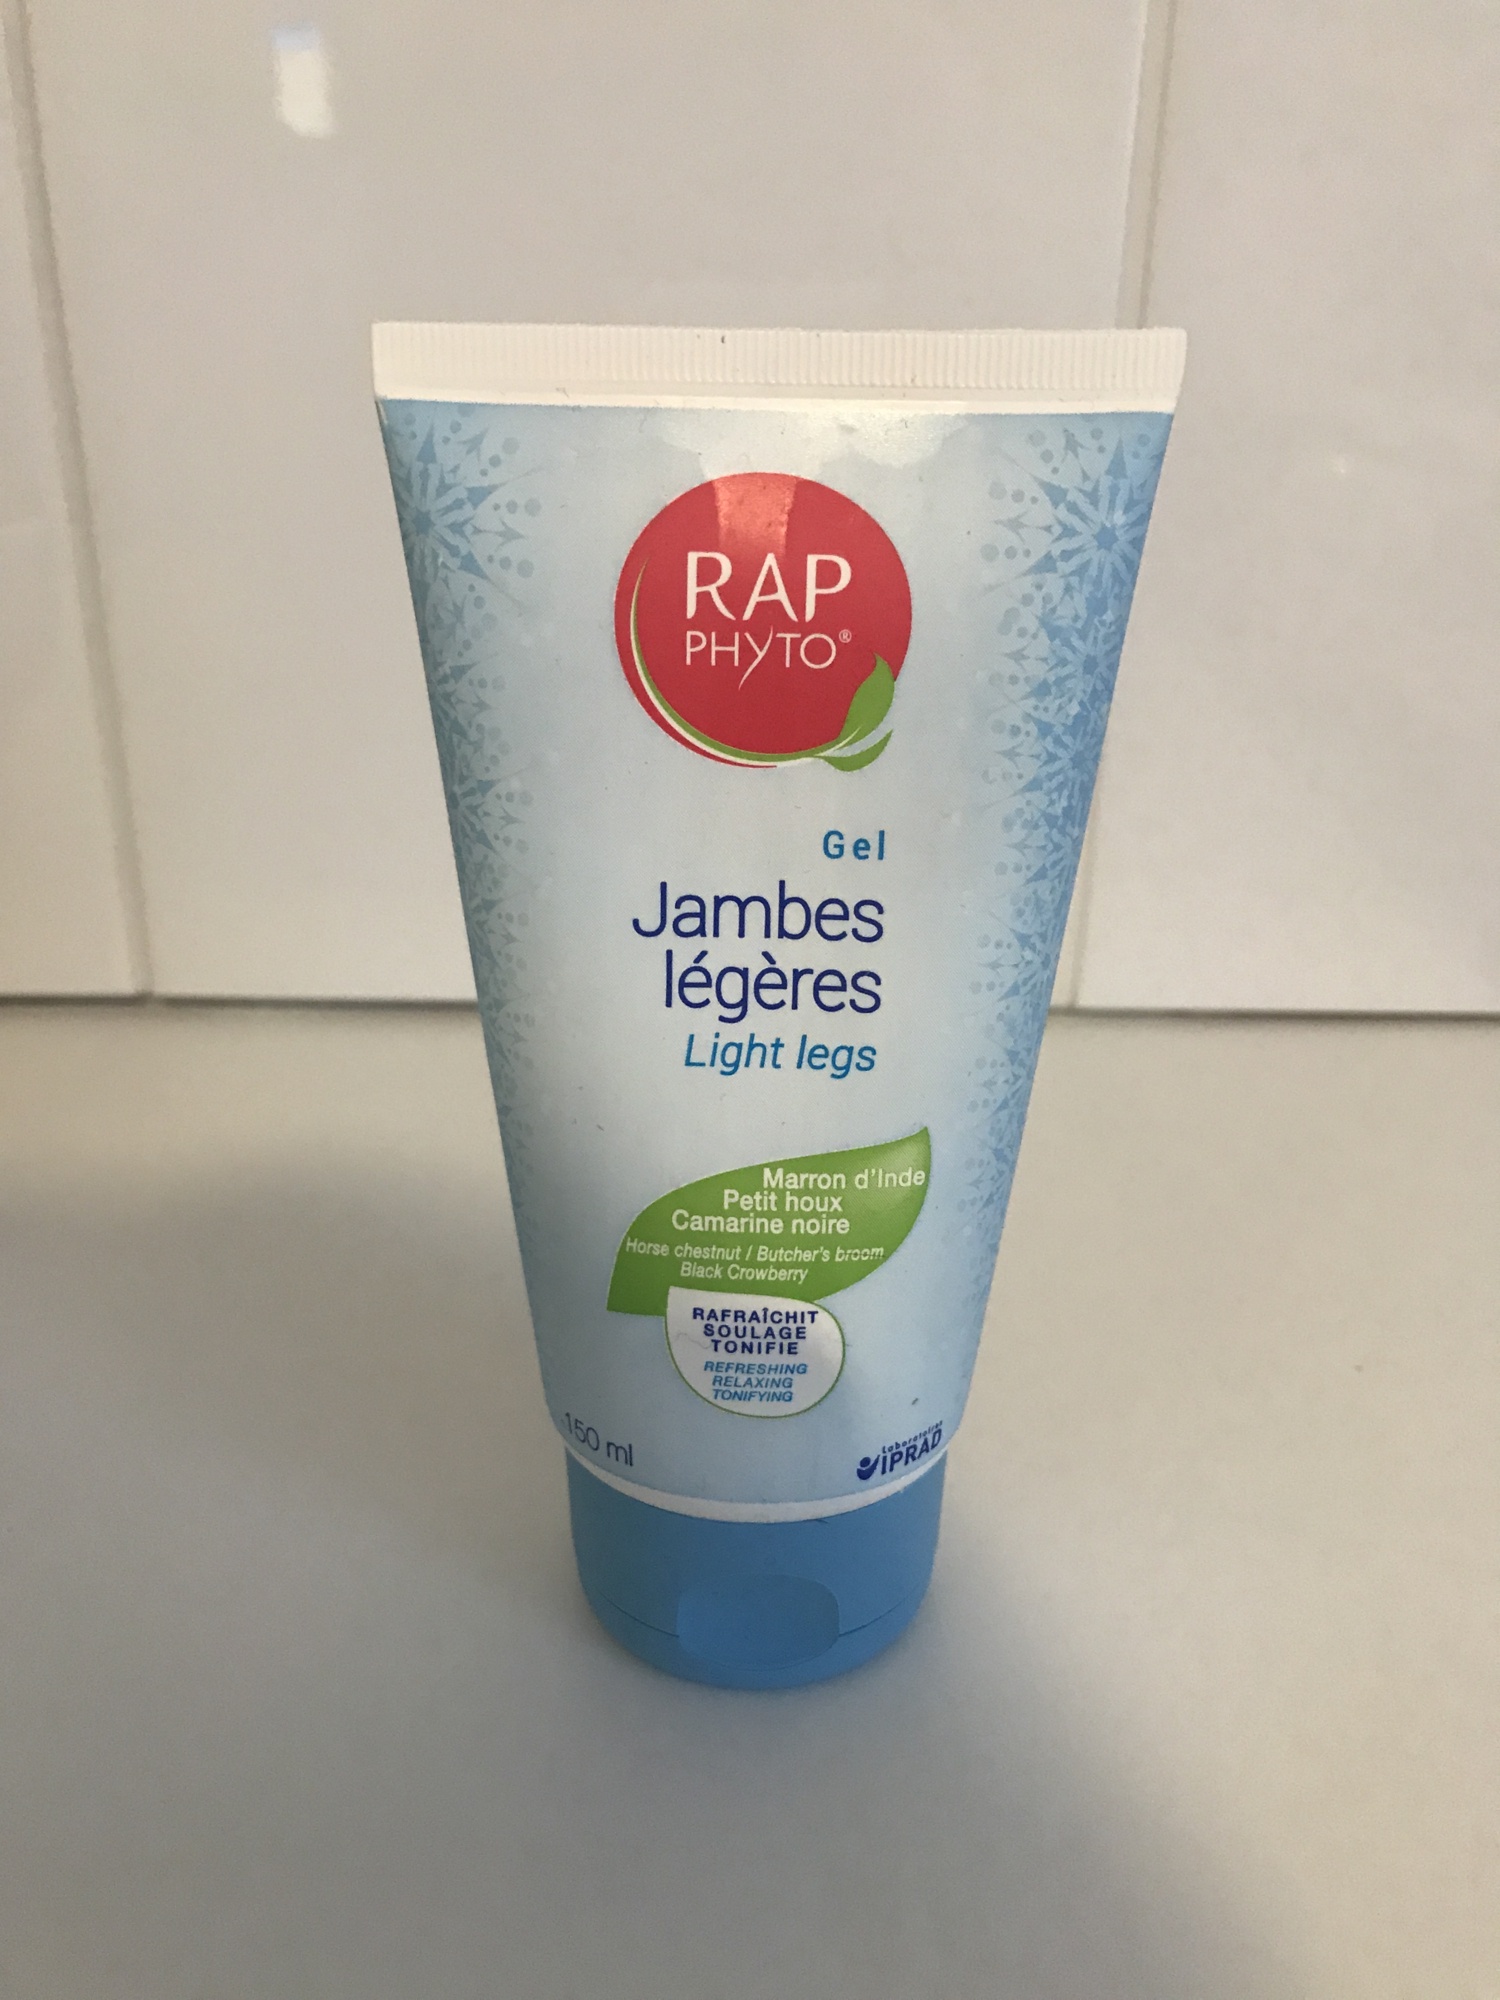 RAP
PHYTO®
Gel
Jambes
légères
Light legs
Marron d'Inde
Petit houx
Camarine noire
Horse chestnut / Butcher's broom
Black Crowberry
RAFRAÎCHIT
SOULAGE
TONIFIE
REFRESHING
RELAXING
TONIFYING
150 ml
Laboratoires
IPRAD